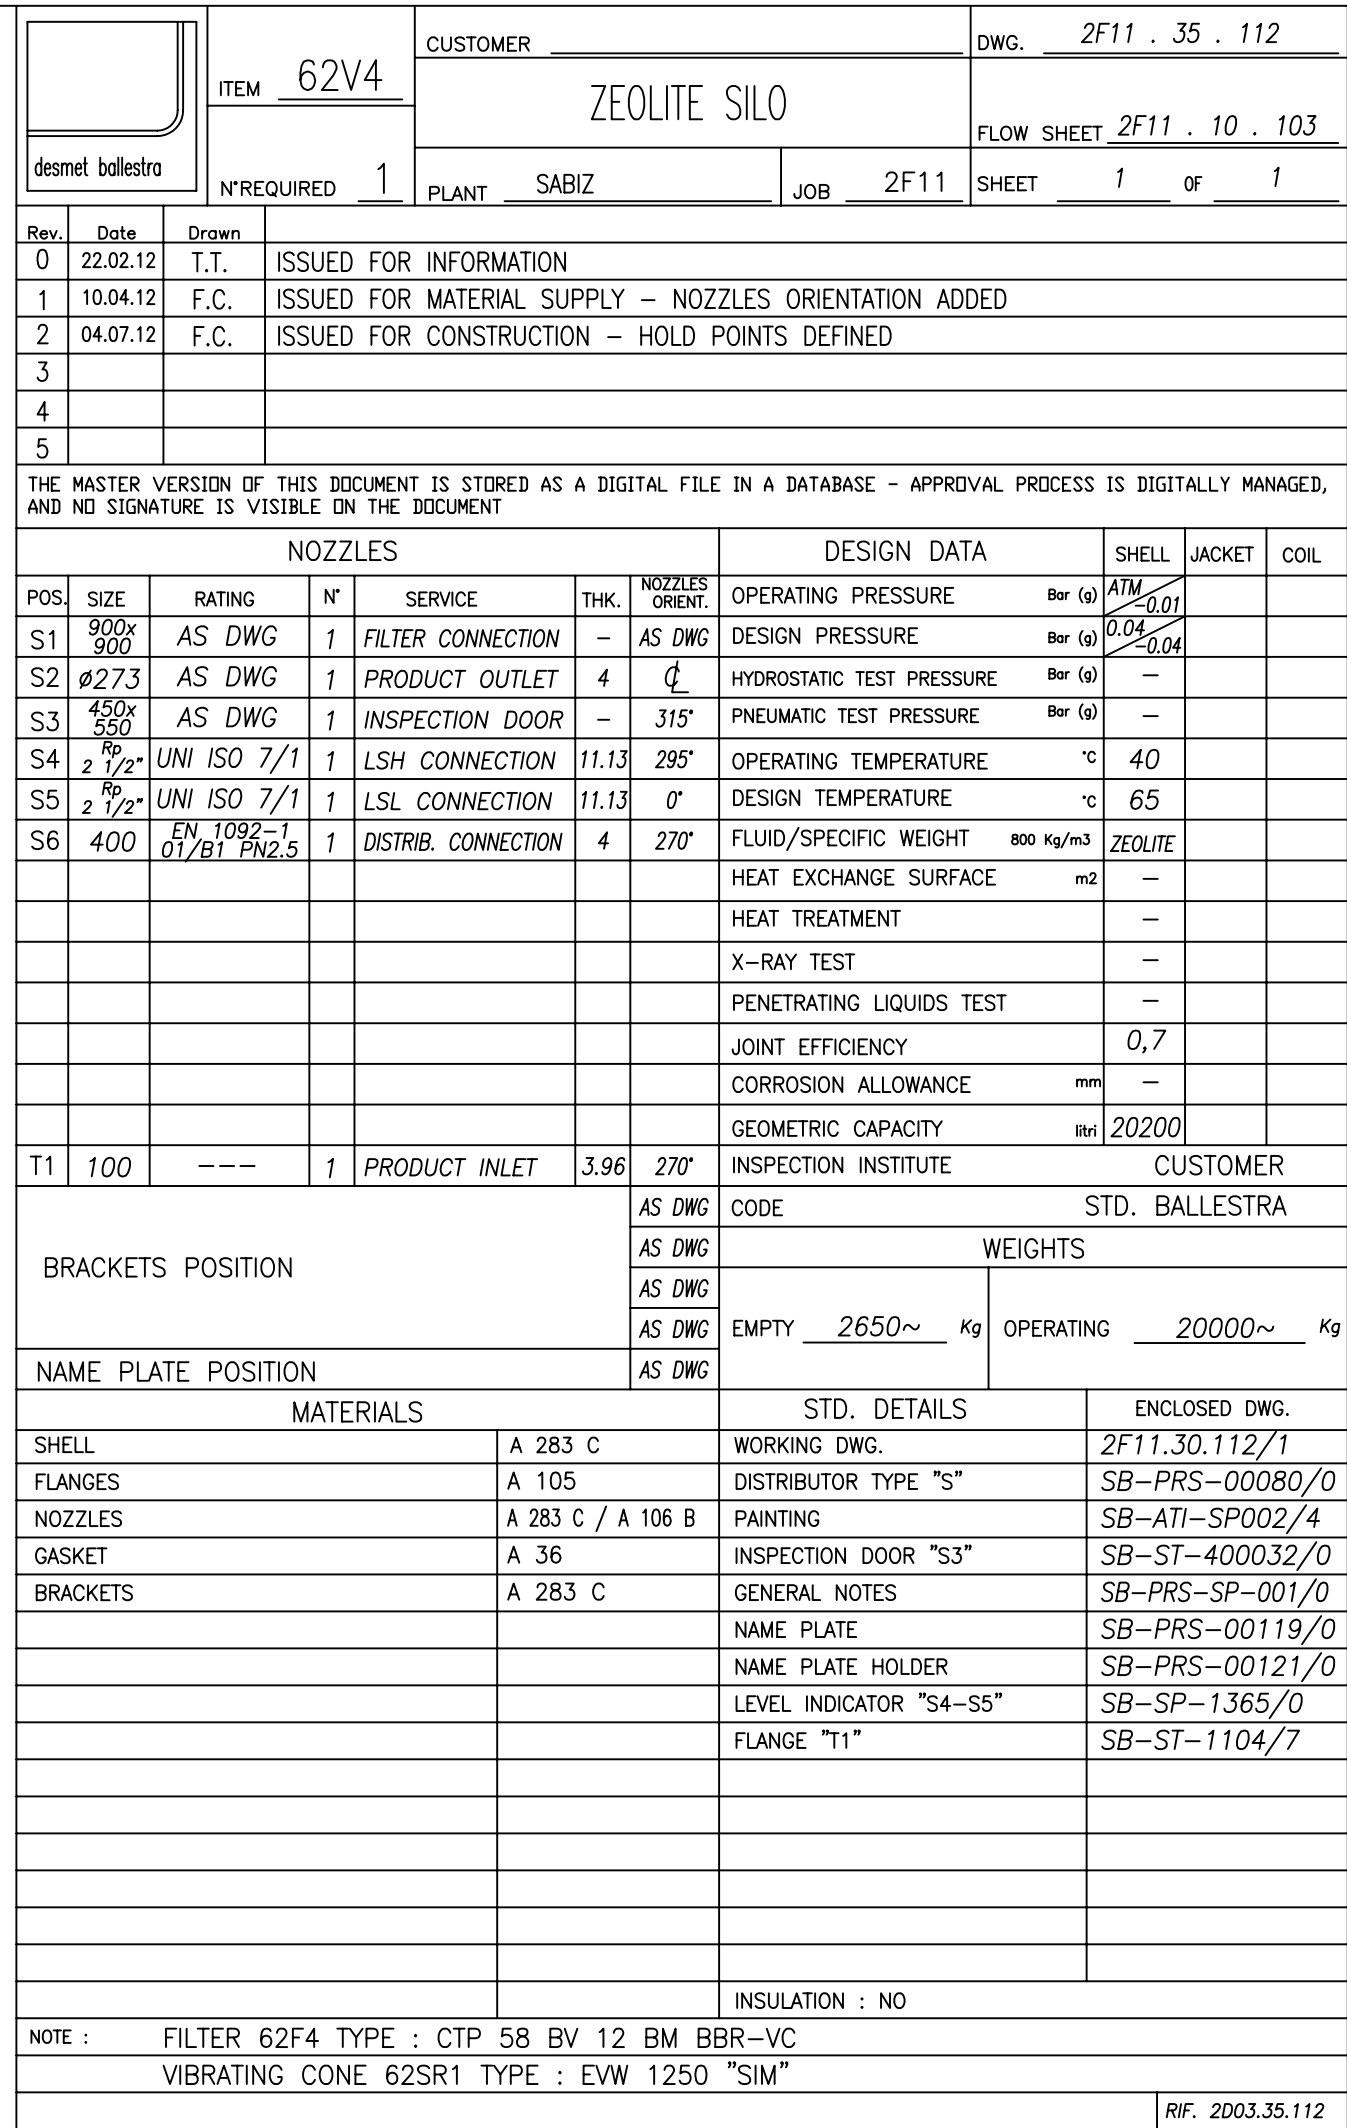 desmet ballestra
ITEM 62V4
N°REQUIRED 1
CUSTOMER
ZEOLITE SILO
PLANT SABIZ
JOB 2F11
DWG. 2F11 . 35 . 112
FLOW SHEET 2F11 . 10 . 103
SHEET 1 OF 1
Rev. Date Drawn
0 22.02.12 T.T. ISSUED FOR INFORMATION
1 10.04.12 F.C. ISSUED FOR MATERIAL SUPPLY – NOZZLES ORIENTATION ADDED
2 04.07.12 F.C. ISSUED FOR CONSTRUCTION – HOLD POINTS DEFINED
3
4
5
THE MASTER VERSION OF THIS DOCUMENT IS STORED AS A DIGITAL FILE IN A DATABASE - APPROVAL PROCESS IS DIGITALLY MANAGED,
AND NO SIGNATURE IS VISIBLE ON THE DOCUMENT
NOZZLES
POS. SIZE RATING N° SERVICE THK. NOZZLES ORIENT.
S1 900x 900 AS DWG 1 FILTER CONNECTION – AS DWG
S2 ø273 AS DWG 1 PRODUCT OUTLET 4 ℄
S3 450x 550 AS DWG 1 INSPECTION DOOR – 315°
S4 Rp 2 1/2" UNI ISO 7/1 1 LSH CONNECTION 11.13 295°
S5 Rp 2 1/2" UNI ISO 7/1 1 LSL CONNECTION 11.13 0°
S6 400 EN 1092–1 01/B1 PN2.5 1 DISTRIB. CONNECTION 4 270°
T1 100 ––– 1 PRODUCT INLET 3.96 270°
BRACKETS POSITION
AS DWG
AS DWG
AS DWG
AS DWG
NAME PLATE POSITION AS DWG
DESIGN DATA SHELL JACKET COIL
OPERATING PRESSURE Bar (g) ATM –0.01
DESIGN PRESSURE Bar (g) 0.04 –0.04
HYDROSTATIC TEST PRESSURE Bar (g) –
PNEUMATIC TEST PRESSURE Bar (g) –
OPERATING TEMPERATURE °C 40
DESIGN TEMPERATURE °C 65
FLUID/SPECIFIC WEIGHT 800 Kg/m3 ZEOLITE
HEAT EXCHANGE SURFACE m2 –
HEAT TREATMENT –
X–RAY TEST –
PENETRATING LIQUIDS TEST –
JOINT EFFICIENCY 0,7
CORROSION ALLOWANCE mm –
GEOMETRIC CAPACITY litri 20200
INSPECTION INSTITUTE CUSTOMER
CODE STD. BALLESTRA
WEIGHTS
EMPTY 2650~ Kg OPERATING 20000~ Kg
MATERIALS
SHELL A 283 C
FLANGES A 105
NOZZLES A 283 C / A 106 B
GASKET A 36
BRACKETS A 283 C
STD. DETAILS ENCLOSED DWG.
WORKING DWG. 2F11.30.112/1
DISTRIBUTOR TYPE "S" SB–PRS–00080/0
PAINTING SB–ATI–SP002/4
INSPECTION DOOR "S3" SB–ST–400032/0
GENERAL NOTES SB–PRS–SP–001/0
NAME PLATE SB–PRS–00119/0
NAME PLATE HOLDER SB–PRS–00121/0
LEVEL INDICATOR "S4–S5" SB–SP–1365/0
FLANGE "T1" SB–ST–1104/7
INSULATION : NO
NOTE : FILTER 62F4 TYPE : CTP 58 BV 12 BM BBR–VC
VIBRATING CONE 62SR1 TYPE : EVW 1250 "SIM"
RIF. 2D03.35.112